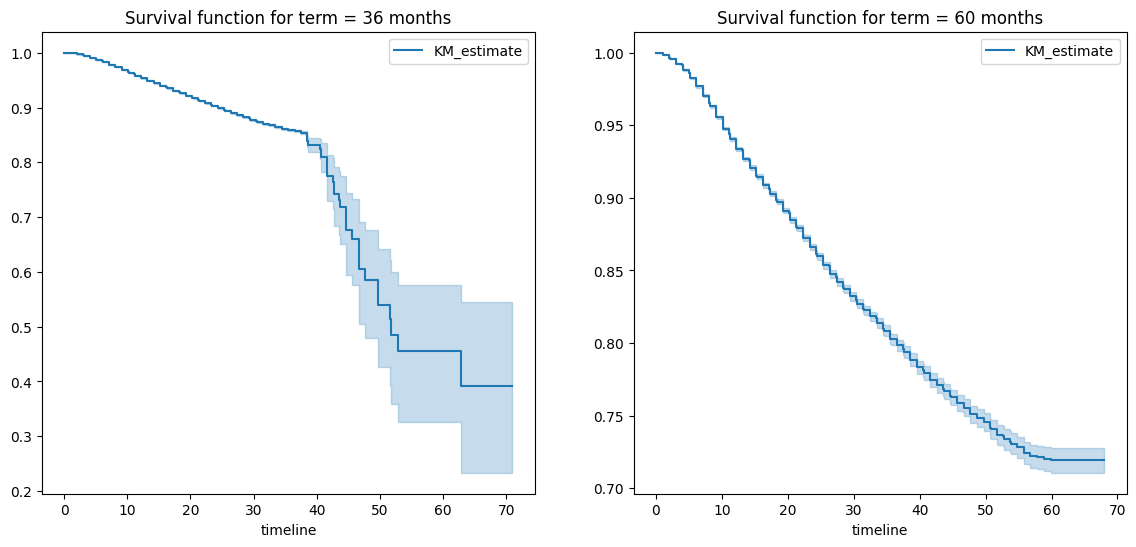 Survival function for term = 36 months
KM_estimate
1.0
0.9
0.8
0.7
0.6
0.5
0.4
0.3
0.2
0 10 20 30 40 50 60 70
timeline
Survival function for term = 60 months
KM_estimate
1.00
0.95
0.90
0.85
0.80
0.75
0.70
0 10 20 30 40 50 60 70
timeline